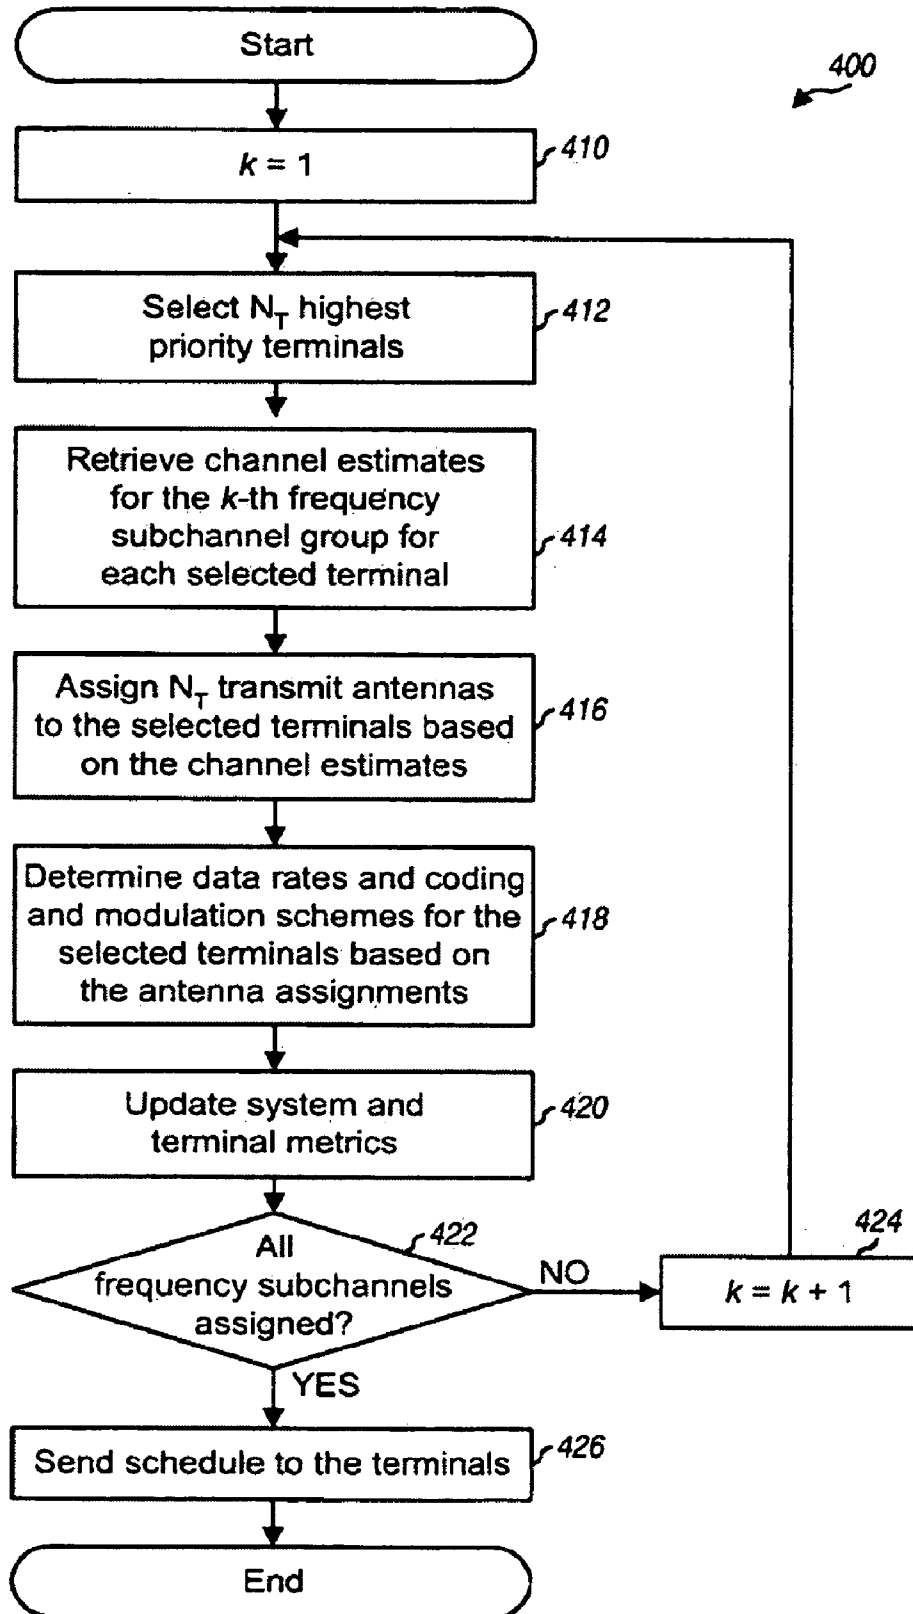 Start
400
k = 1
410
Select N_T highest
priority terminals
412
Retrieve channel estimates
for the k-th frequency
subchannel group for
each selected terminal
414
Assign N_T transmit antennas
to the selected terminals based
on the channel estimates
416
Determine data rates and coding
and modulation schemes for the
selected terminals based on
the antenna assignments
418
Update system and
terminal metrics
420
All
frequency subchannels
assigned?
422
NO
424
k = k + 1
YES
Send schedule to the terminals
426
End